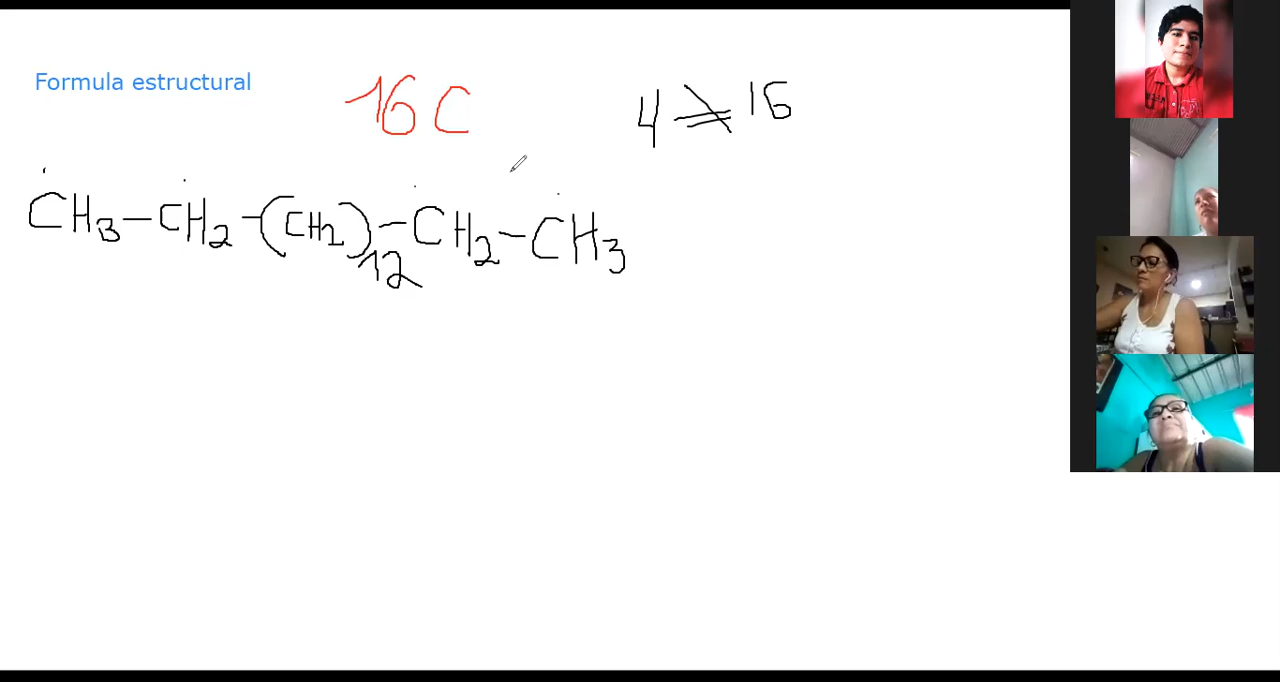 Formula estructural
16 C
4 ≠ 16
CH₃-CH₂-(CH₂)₁₂-CH₂-CH₃